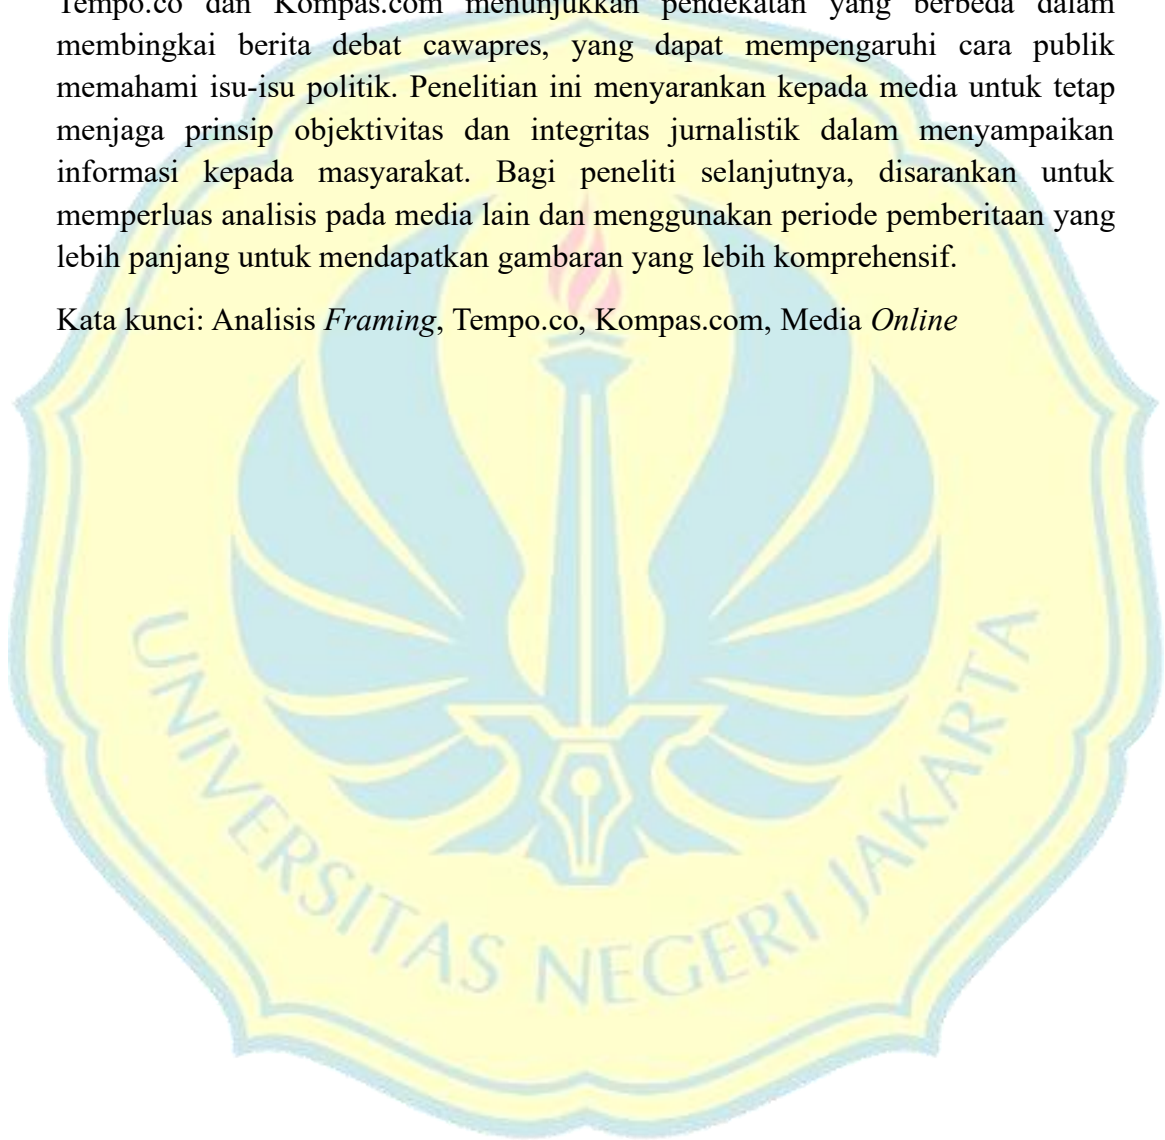 Tempo.co dan Kompas.com menunjukkan pendekatan yang berbeda dalam
membingkai berita debat cawapres, yang dapat mempengaruhi cara publik
memahami isu-isu politik. Penelitian ini menyarankan kepada media untuk tetap
menjaga prinsip objektivitas dan integritas jurnalistik dalam menyampaikan
informasi kepada masyarakat. Bagi peneliti selanjutnya, disarankan untuk
memperluas analisis pada media lain dan menggunakan periode pemberitaan yang
lebih panjang untuk mendapatkan gambaran yang lebih komprehensif.
Kata kunci: Analisis Framing, Tempo.co, Kompas.com, Media Online
UNIVERSITAS NEGERI JAKARTA